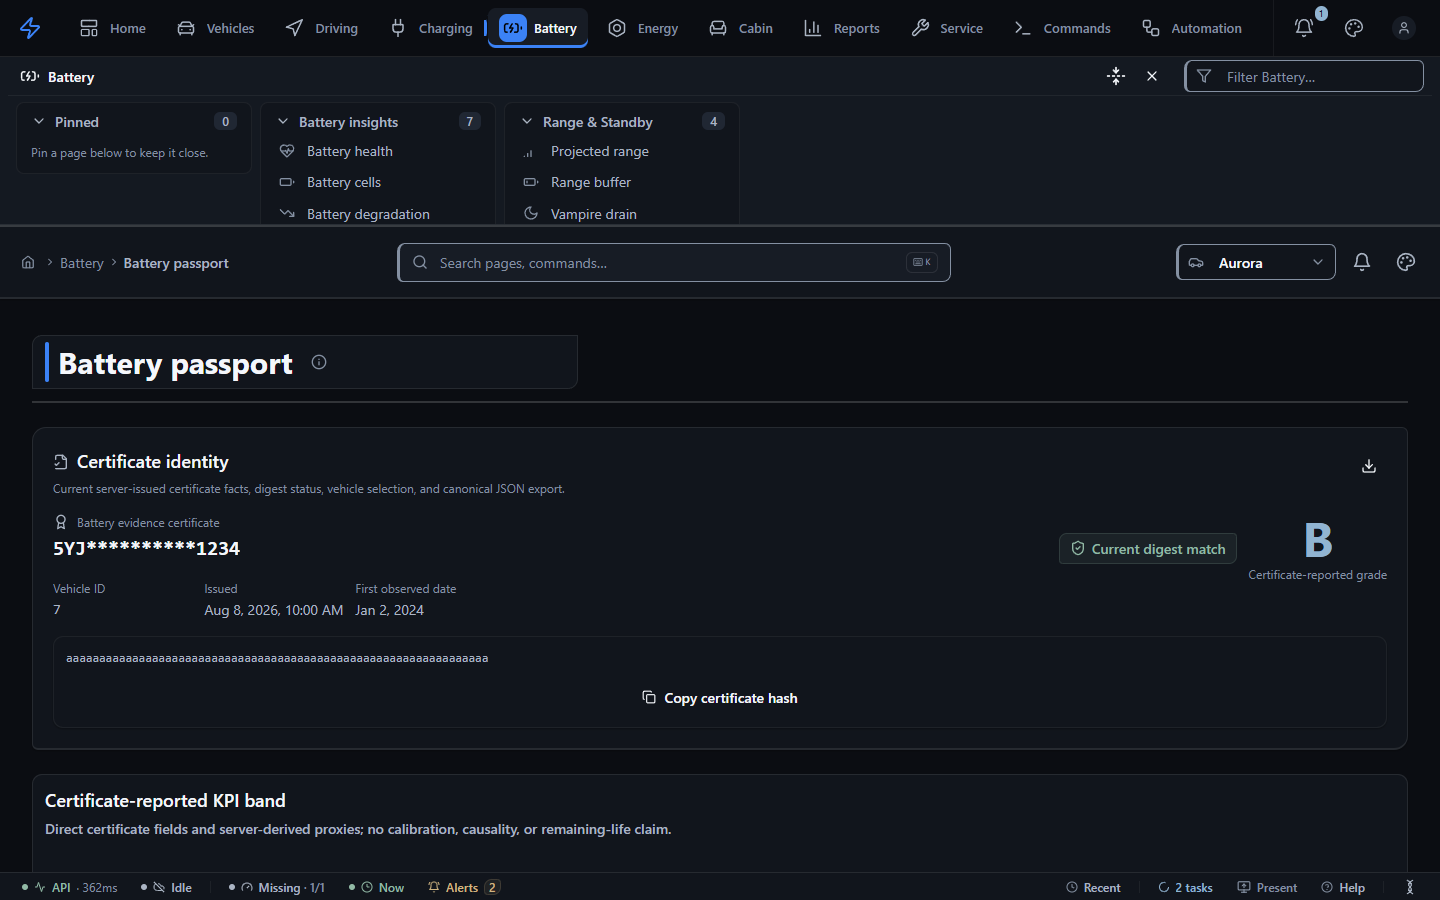 Home
Vehicles
Driving
Charging
Battery
Energy
Cabin
Reports
Service
Commands
Automation
1
Battery
Filter Battery...
Pinned
0
Pin a page below to keep it close.
Battery insights
7
Battery health
Battery cells
Battery degradation
Range & Standby
4
Projected range
Range buffer
Vampire drain
Battery
Battery passport
Search pages, commands...
K
Aurora
Battery passport
Certificate identity
Current server-issued certificate facts, digest status, vehicle selection, and canonical JSON export.
Battery evidence certificate
5YJ**********1234
Current digest match
B
Certificate-reported grade
Vehicle ID
7
Issued
Aug 8, 2026, 10:00 AM
First observed date
Jan 2, 2024
aaaaaaaaaaaaaaaaaaaaaaaaaaaaaaaaaaaaaaaaaaaaaaaaaaaaaaaaaaaaaaaa
Copy certificate hash
Certificate-reported KPI band
Direct certificate fields and server-derived proxies; no calibration, causality, or remaining-life claim.
API · 362ms
Idle
Missing · 1/1
Now
Alerts 2
Recent
2 tasks
Present
Help